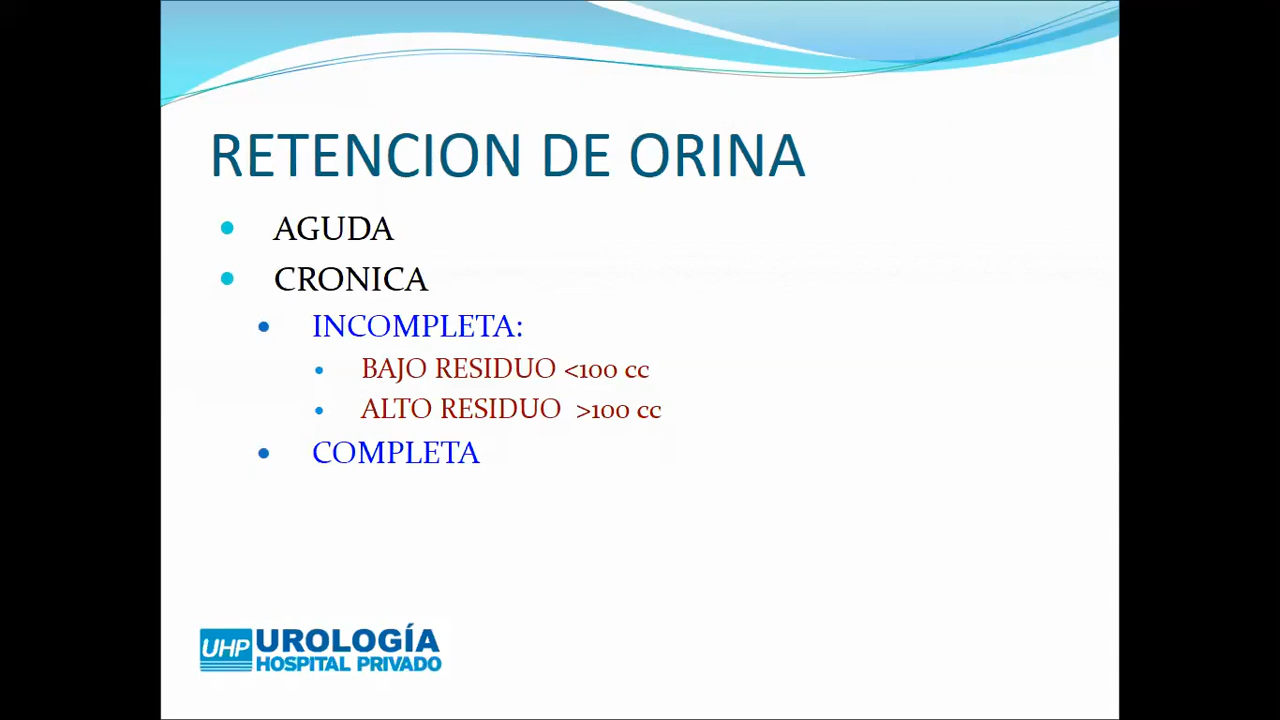 RETENCION DE ORINA
AGUDA
CRONICA
INCOMPLETA:
BAJO RESIDUO <100 cc
ALTO RESIDUO >100 cc
COMPLETA
UHP UROLOGÍA
HOSPITAL PRIVADO